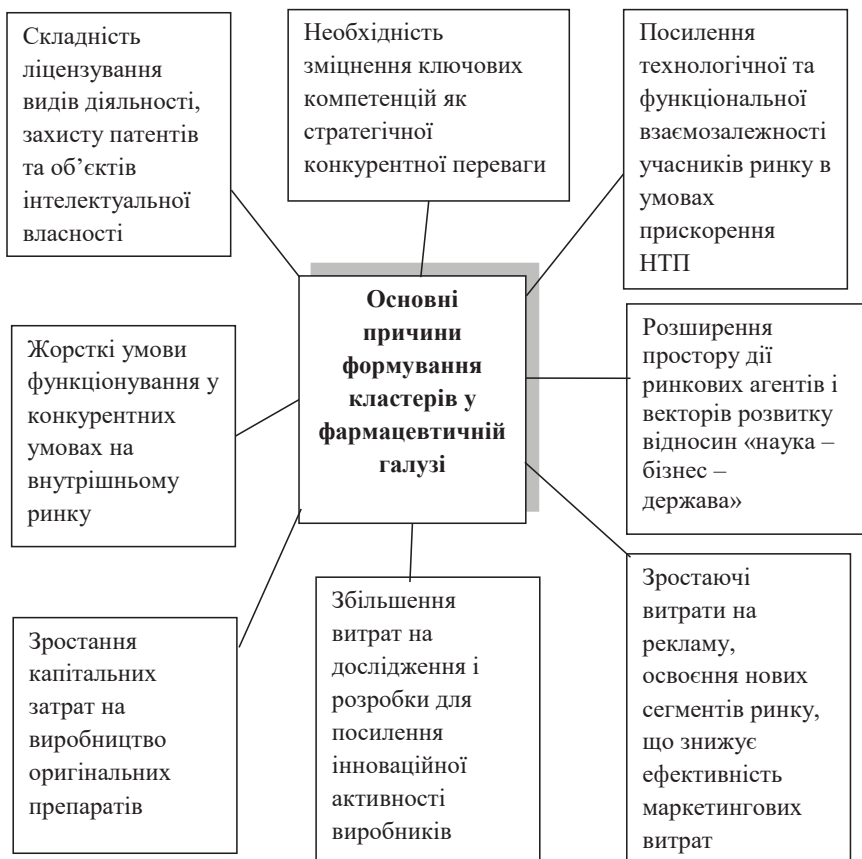 Складність
ліцензування
видів діяльності,
захисту патентів
та об’єктів
інтелектуальної
власності
Необхідність
зміцнення ключових
компетенцій як
стратегічної
конкурентної переваги
Посилення
технологічної та
функціональної
взаємозалежності
учасників ринку в
умовах
прискорення
НТП
Жорсткі умови
функціонування у
конкурентних
умовах на
внутрішньому
ринку
Основні
причини
формування
кластерів у
фармацевтичній
галузі
Розширення
простору дії
ринкових агентів і
векторів розвитку
відносин «наука –
бізнес –
держава»
Зростання
капітальних
затрат на
виробництво
оригінальних
препаратів
Збільшення
витрат на
дослідження і
розробки для
посилення
інноваційної
активності
виробників
Зростаючі
витрати на
рекламу,
освоєння нових
сегментів ринку,
що знижує
ефективність
маркетингових
витрат